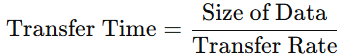 Transfer Time = Size of Data / Transfer Rate